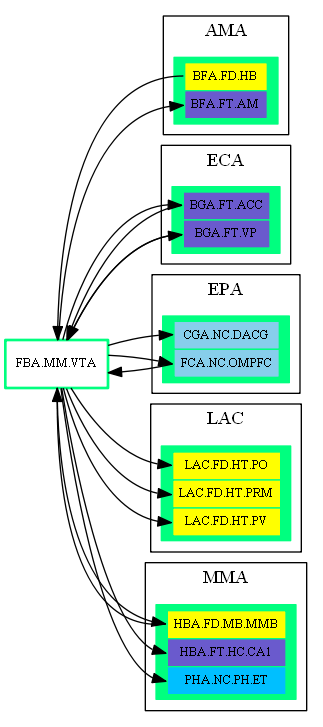 AMA
BFA.FD.HB
BFA.FT.AM
ECA
BGA.FT.ACC
BGA.FT.VP
EPA
FBA.MM.VTA
CGA.NC.DACG
FCA.NC.OMPFC
LAC
LAC.FD.HT.PO
LAC.FD.HT.PRM
LAC.FD.HT.PV
MMA
HBA.FD.MB.MMB
HBA.FT.HC.CA1
PHA.NC.PH.ET